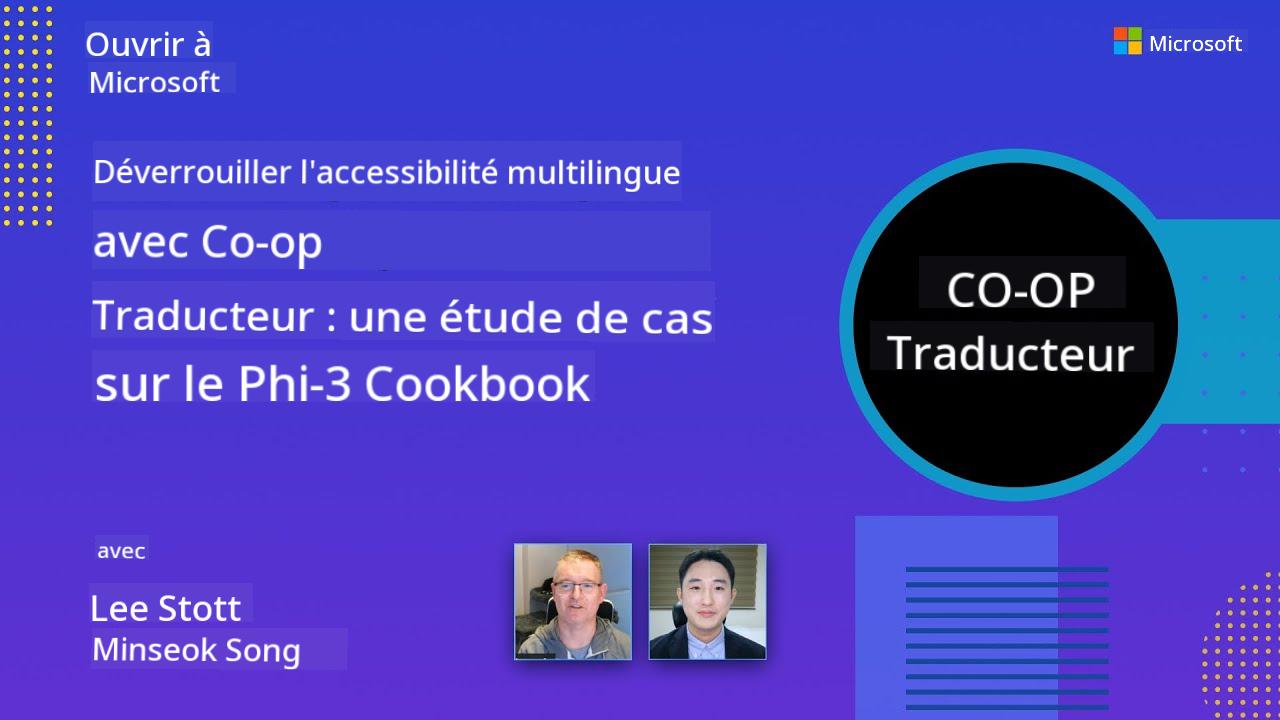 Ouvrir à
Microsoft
Microsoft
Déverrouiller l'accessibilité multilingue
avec Co-op
Traducteur : une étude de cas
sur le Phi-3 Cookbook
CO-OP
Traducteur
avec
Lee Stott
Minseok Song